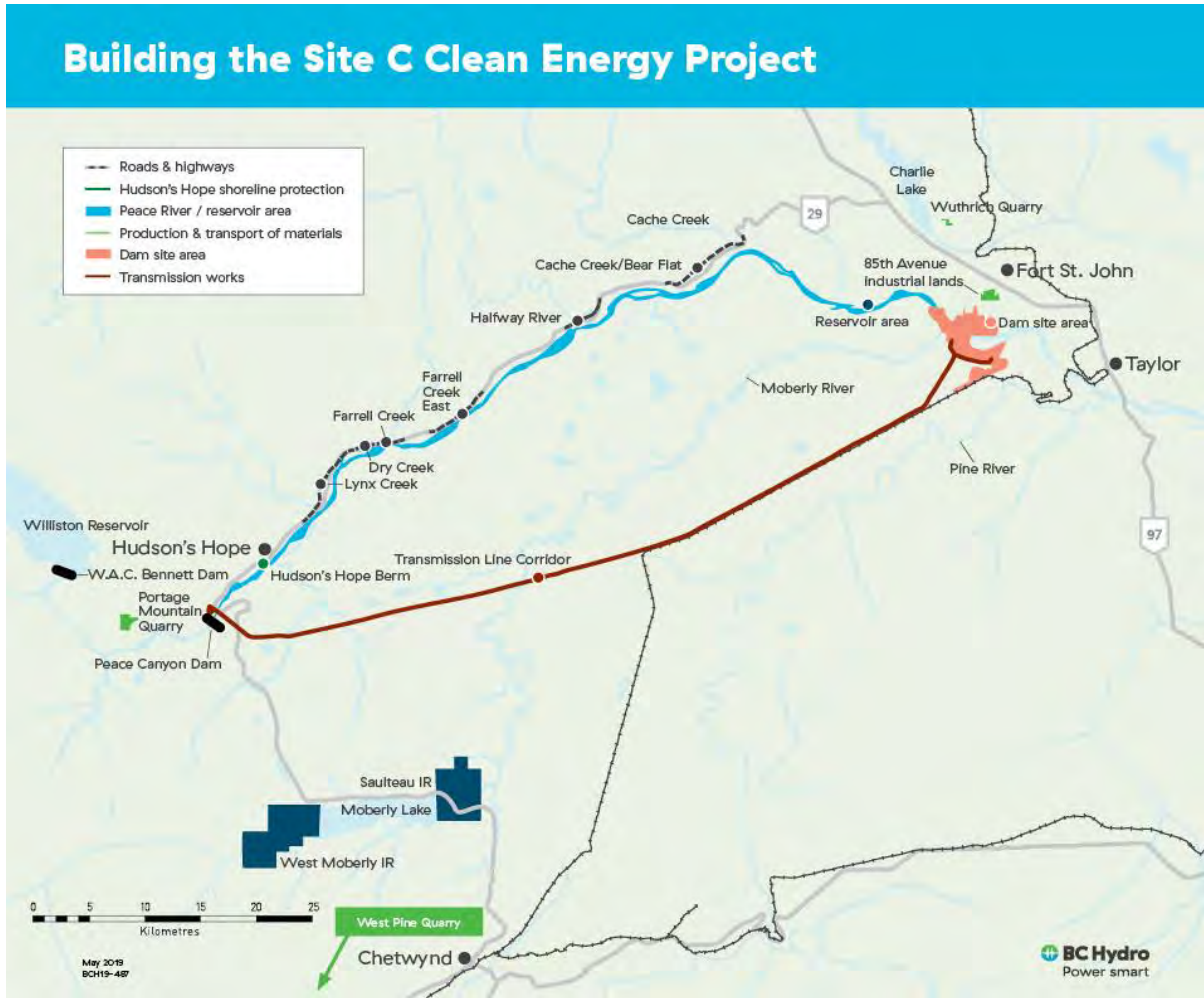 Building the Site C Clean Energy Project
Roads & highways
Hudson's Hope shoreline protection
Peace River / reservoir area
Production & transport of materials
Dam site area
Transmission works
Charlie
Lake
Wuthrich Quarry
Cache Creek
29
Cache Creek/Bear Flat
85th Avenue
industrial lands
Fort St. John
Halfway River
Reservoir area
Dam site area
Taylor
Moberly River
Farrell
Creek
East
Farrell Creek
Dry Creek
Lynx Creek
Pine River
Williston Reservoir
Hudson's Hope
97
W.A.C. Bennett Dam
Hudson's Hope Berm
Transmission Line Corridor
Portage
Mountain
Quarry
Peace Canyon Dam
Saulteau IR
Moberly Lake
West Moberly IR
0 5 10 15 20 25
Kilometres
West Pine Quarry
Chetwynd
May 2019
BCH19-487
BC Hydro
Power smart